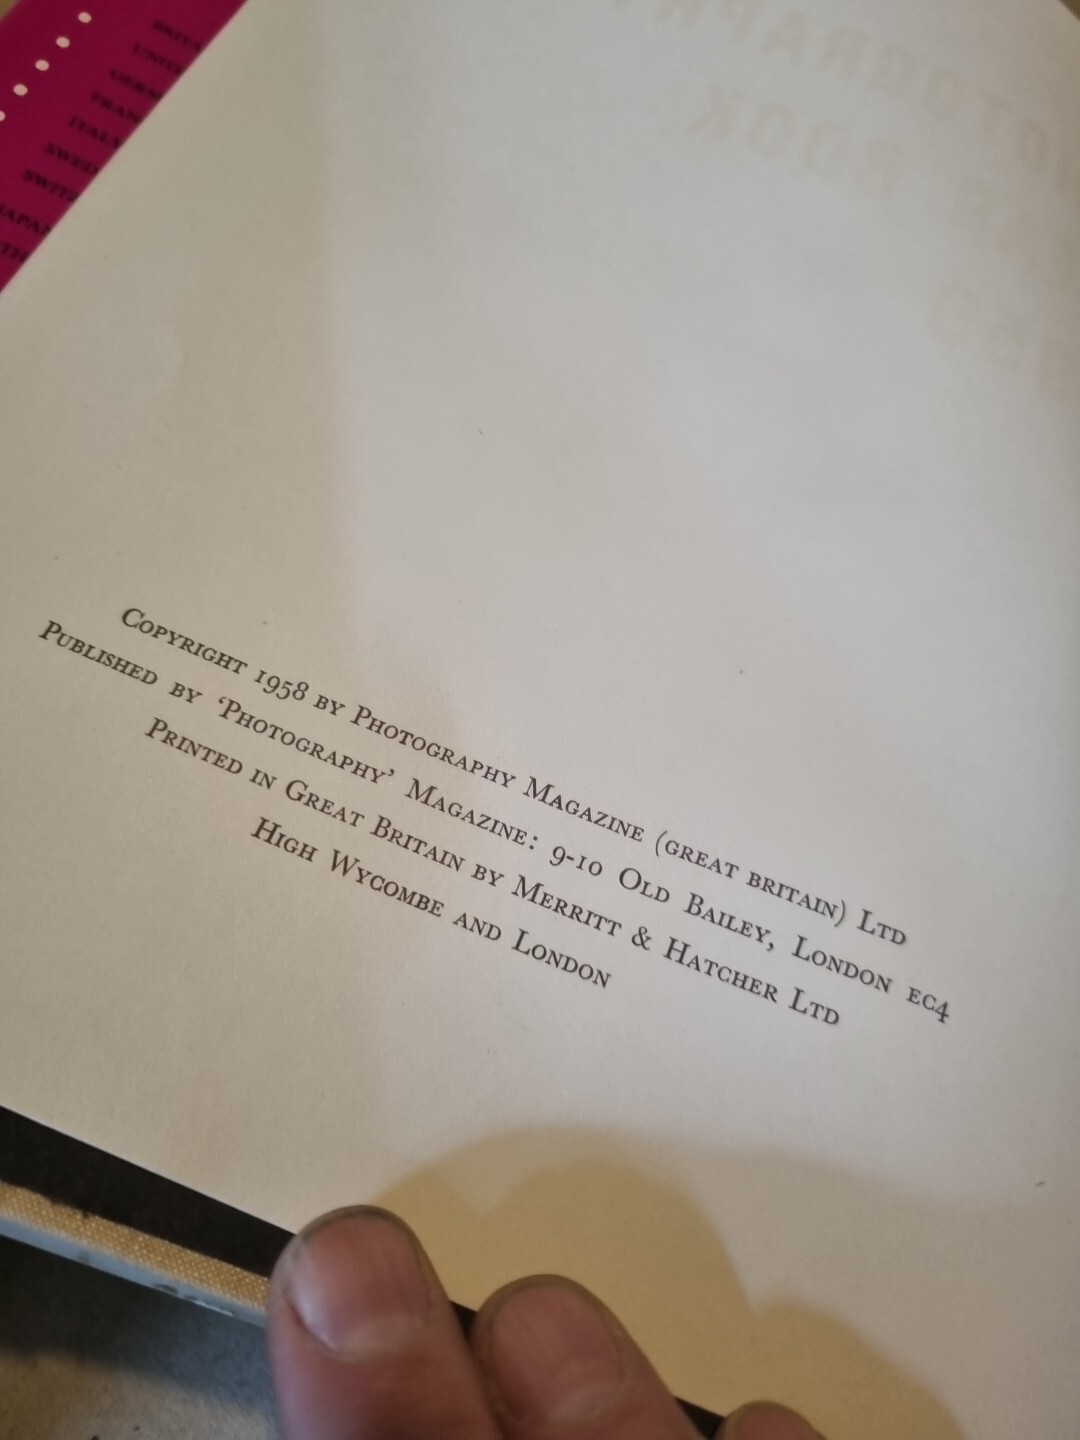 COPYRIGHT 1958 BY PHOTOGRAPHY MAGAZINE (GREAT BRITAIN) LTD
PUBLISHED BY ‘PHOTOGRAPHY’ MAGAZINE: 9-10 OLD BAILEY, LONDON EC4
PRINTED IN GREAT BRITAIN BY MERRITT & HATCHER LTD
HIGH WYCOMBE AND LONDON